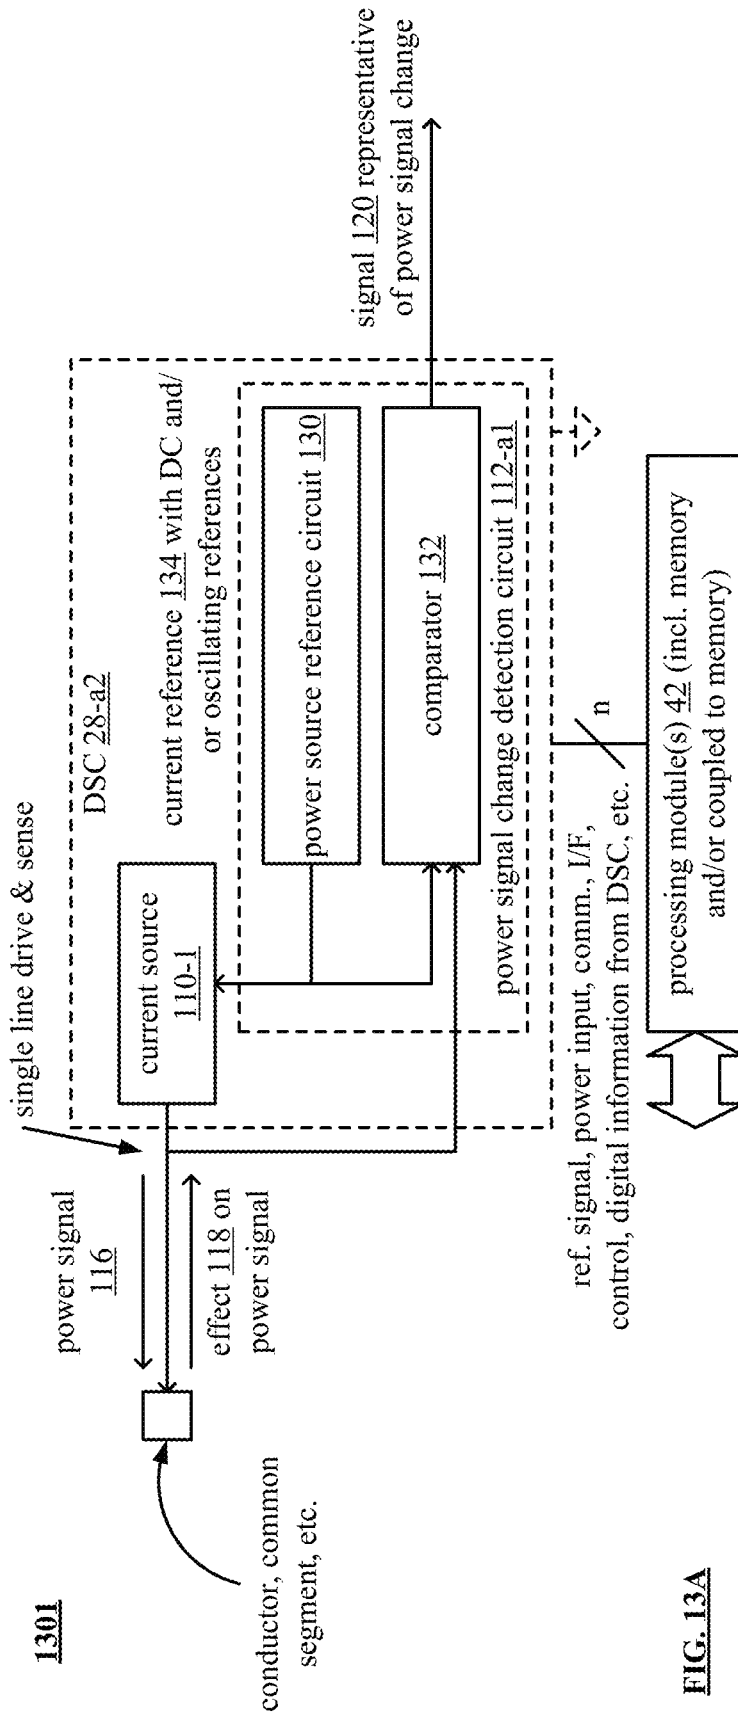 1301
single line drive & sense
DSC 28-a2
power signal
116
current source
110-1
current reference 134 with DC and/
or oscillating references
signal 120 representative
of power signal change
effect 118 on
power signal
power source reference circuit 130
conductor, common
segment, etc.
comparator 132
power signal change detection circuit 112-a1
ref. signal, power input, comm., I/F,
control, digital information from DSC, etc.
n
processing module(s) 42 (incl. memory
and/or coupled to memory)
FIG. 13A